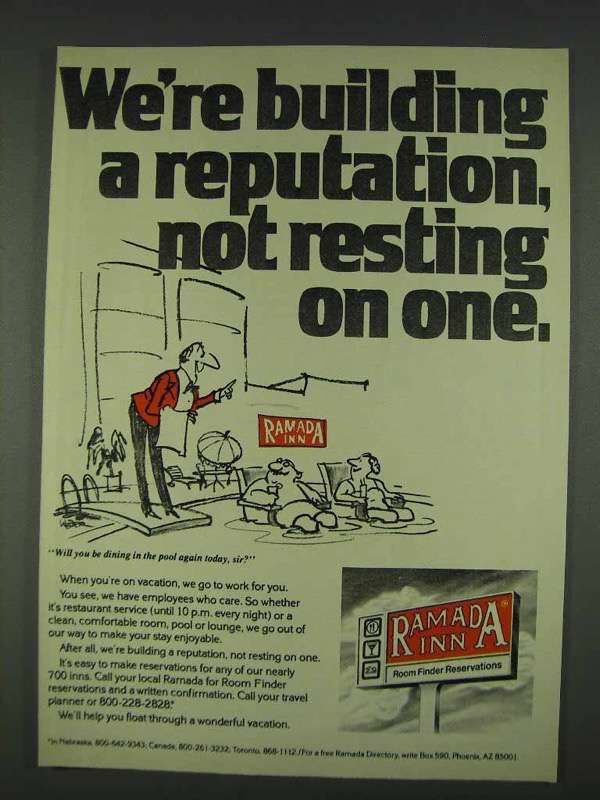 We're building
a reputation,
not resting
on one.
RAMADA
INN
"Will you be dining in the pool again today, sir?"
When you're on vacation, we go to work for you.
You see, we have employees who care. So whether
it's restaurant service (until 10 p.m. every night) or a
clean, comfortable room, pool or lounge, we go out of
our way to make your stay enjoyable.
After all, we're building a reputation, not resting on one.
It's easy to make reservations for any of our nearly
700 inns. Call your local Ramada for Room Finder
reservations and a written confirmation. Call your travel
planner or 800-228-2828.*
We'll help you float through a wonderful vacation.
RAMADA
INN
®
Room Finder Reservations
*In Nebraska, 800-642-9343, Canada, 800-261-3232, Toronto, 868-1112./For a free Ramada Directory, write Box 590, Phoenix, AZ 85001.